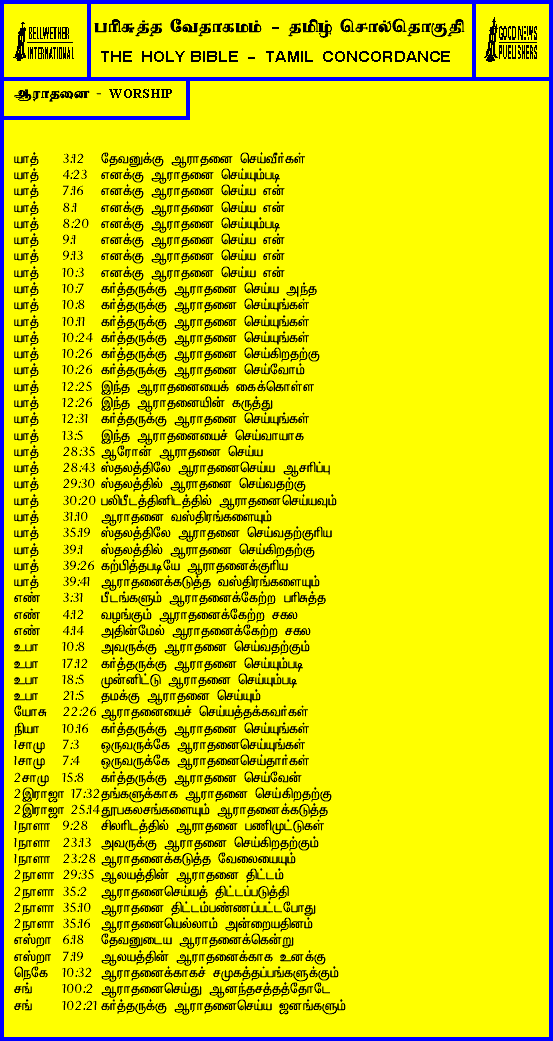 BELLWETHER
INTERNATIONAL
பரிசுத்த வேதாகமம் - தமிழ் சொல்தொகுதி
THE HOLY BIBLE - TAMIL CONCORDANCE
GOOD NEWS
PUBLISHERS
ஆராதனை - WORSHIP
யாத் 3:12 தேவனுக்கு ஆராதனை செய்வீர்கள்
யாத் 4:23 எனக்கு ஆராதனை செய்யும்படி
யாத் 7:16 எனக்கு ஆராதனை செய்ய என்
யாத் 8:1 எனக்கு ஆராதனை செய்ய என்
யாத் 8:20 எனக்கு ஆராதனை செய்யும்படி
யாத் 9:1 எனக்கு ஆராதனை செய்ய என்
யாத் 9:13 எனக்கு ஆராதனை செய்ய என்
யாத் 10:3 எனக்கு ஆராதனை செய்ய என்
யாத் 10:7 கர்த்தருக்கு ஆராதனை செய்ய அந்த
யாத் 10:8 கர்த்தருக்கு ஆராதனை செய்யுங்கள்
யாத் 10:11 கர்த்தருக்கு ஆராதனை செய்யுங்கள்
யாத் 10:24 கர்த்தருக்கு ஆராதனை செய்யுங்கள்
யாத் 10:26 கர்த்தருக்கு ஆராதனை செய்கிறதற்கு
யாத் 10:26 கர்த்தருக்கு ஆராதனை செய்வோம்
யாத் 12:25 இந்த ஆராதனையைக் கைக்கொள்ள
யாத் 12:26 இந்த ஆராதனையின் கருத்து
யாத் 12:31 கர்த்தருக்கு ஆராதனை செய்யுங்கள்
யாத் 13:5 இந்த ஆராதனையைச் செய்வாயாக
யாத் 28:35 ஆரோன் ஆராதனை செய்ய
யாத் 28:43 ஸ்தலத்திலே ஆராதனைசெய்ய ஆசரிப்பு
யாத் 29:30 ஸ்தலத்தில் ஆராதனை செய்வதற்கு
யாத் 30:20 பலிபீடத்தினிடத்தில் ஆராதனைசெய்யவும்
யாத் 31:10 ஆராதனை வஸ்திரங்களையும்
யாத் 35:19 ஸ்தலத்திலே ஆராதனை செய்வதற்குரிய
யாத் 39:1 ஸ்தலத்தில் ஆராதனை செய்கிறதற்கு
யாத் 39:26 கற்பித்தபடியே ஆராதனைக்குரிய
யாத் 39:41 ஆராதனைக்கடுத்த வஸ்திரங்களையும்
எண் 3:31 பீடங்களும் ஆராதனைக்கேற்ற பரிசுத்த
எண் 4:12 வழங்கும் ஆராதனைக்கேற்ற சகல
எண் 4:14 அதின்மேல் ஆராதனைக்கேற்ற சகல
உபா 10:8 அவருக்கு ஆராதனை செய்வதற்கும்
உபா 17:12 கர்த்தருக்கு ஆராதனை செய்யும்படி
உபா 18:5 முன்னிட்டு ஆராதனை செய்யும்படி
உபா 21:5 தமக்கு ஆராதனை செய்யும்
யோசு 22:26 ஆராதனையைச் செய்யத்தக்கவர்கள்
நியா 10:16 கர்த்தருக்கு ஆராதனை செய்யுங்கள்
1சாமு 7:3 ஒருவருக்கே ஆராதனைசெய்யுங்கள்
1சாமு 7:4 ஒருவருக்கே ஆராதனைசெய்தார்கள்
2சாமு 15:8 கர்த்தருக்கு ஆராதனை செய்வேன்
2இராஜா 17:32தங்களுக்காக ஆராதனை செய்கிறதற்கு
2இராஜா 25:14தூபகலசங்களையும் ஆராதனைக்கடுத்த
1நாளா 9:28 சிலரிடத்தில் ஆராதனை பணிமுட்டுகள்
1நாளா 23:13 அவருக்கு ஆராதனை செய்கிறதற்கும்
1நாளா 23:28 ஆராதனைக்கடுத்த வேலையையும்
2நாளா 29:35 ஆலயத்தின் ஆராதனை திட்டம்
2நாளா 35:2 ஆராதனைசெய்யத் திட்டப்படுத்தி
2நாளா 35:10 ஆராதனை திட்டம்பண்ணப்பட்டபோது
2நாளா 35:16 ஆராதனையெல்லாம் அன்றையதினம்
எஸ்றா 6:18 தேவனுடைய ஆராதனைக்கென்று
எஸ்றா 7:19 ஆலயத்தின் ஆராதனைக்காக உனக்கு
நெகே 10:32 ஆராதனைக்காகச் சமுகத்தப்பங்களுக்கும்
சங் 100:2 ஆராதனைசெய்து ஆனந்தசத்தத்தோடே
சங் 102:21 கர்த்தருக்கு ஆராதனைசெய்ய ஜனங்களும்